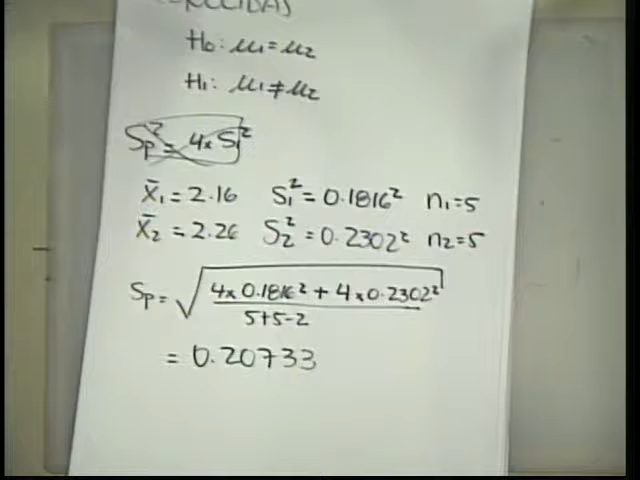 H₀: μ₁=μ₂
H₁: μ₁≠μ₂
Sp²=4×S₁²
X̄₁=2.16 S₁²=0.1816² n₁=5
X̄₂=2.26 S₂²=0.2302² n₂=5
Sp=√((4×0.1816²+4×0.2302²)/(5+5-2))
=0.20733